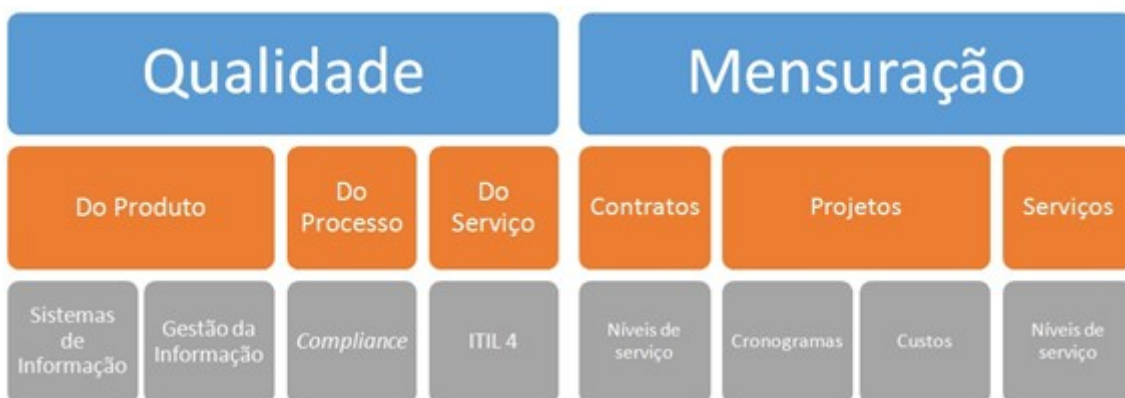 Qualidade
Mensuração
Do Produto
Do
Processo
Do
Serviço
Contratos
Projetos
Serviços
Sistemas
de
Informação
Gestão da
Informação
Compliance
ITIL 4
Níveis de
serviço
Cronogramas
Custos
Níveis de
serviço